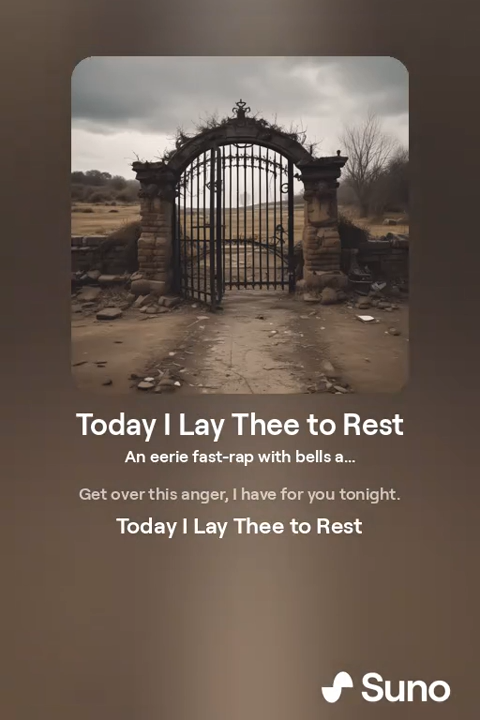 Today I Lay Thee to Rest
An eerie fast-rap with bells a...
Get over this anger, I have for you tonight.
Today I Lay Thee to Rest
Suno